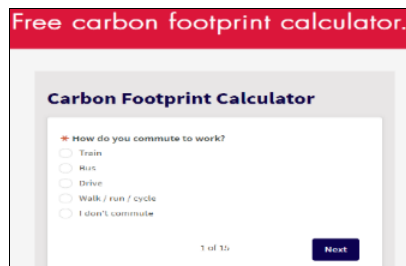 Free carbon footprint calculator.
Carbon Footprint Calculator
* How do you commute to work?
Train
Bus
Drive
Walk / run / cycle
I don't commute
1 of 15
Next